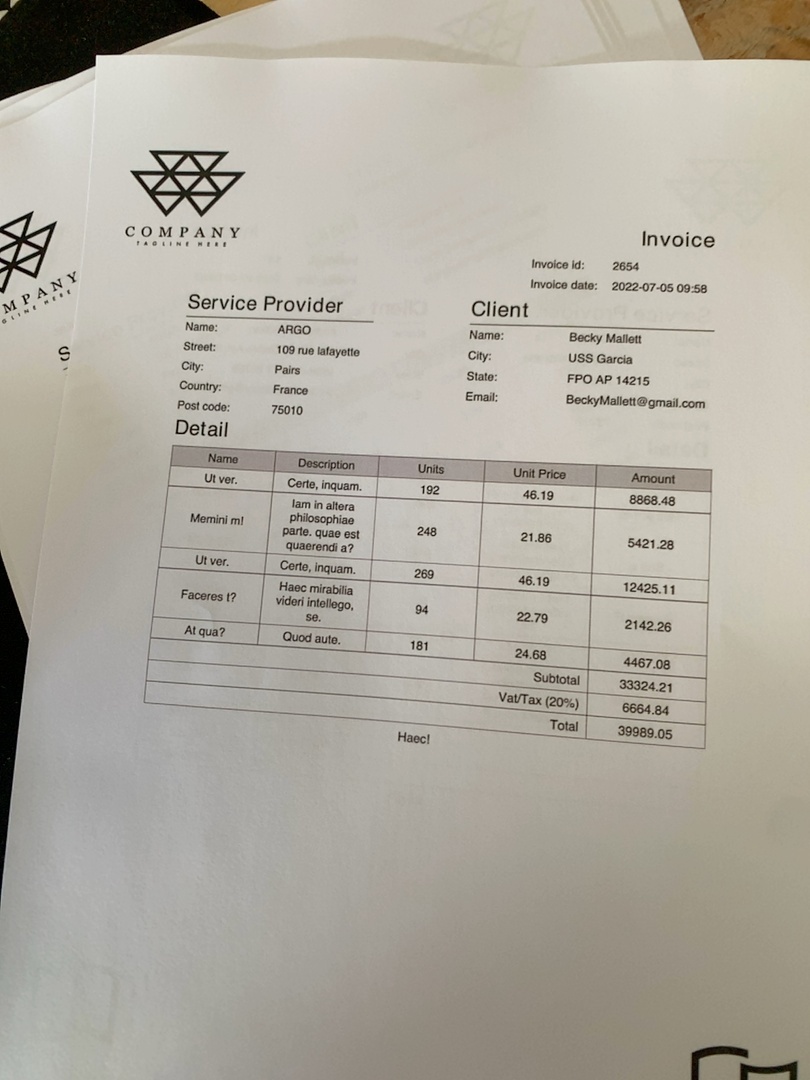 COMPANY
TAGLINE HERE
MPANY
GLINE HERE
S
Invoice
Invoice id: 2654
Invoice date: 2022-07-05 09:58
Service Provider
Name: ARGO
Street: 109 rue lafayette
City: Pairs
Country: France
Post code: 75010
Client
Name: Becky Mallett
City: USS Garcia
State: FPO AP 14215
Email: BeckyMallett@gmail.com
Detail
Name Description Units Unit Price Amount
Ut ver. Certe, inquam. 192 46.19 8868.48
Memini m! Iam in altera
philosophiae
parte. quae est
quaerendi a? 248 21.86 5421.28
Ut ver. Certe, inquam. 269 46.19 12425.11
Faceres t? Haec mirabilia
videri intellego,
se. 94 22.79 2142.26
At qua? Quod aute. 181 24.68 4467.08
Subtotal 33324.21
Vat/Tax (20%) 6664.84
Total 39989.05
Haec!